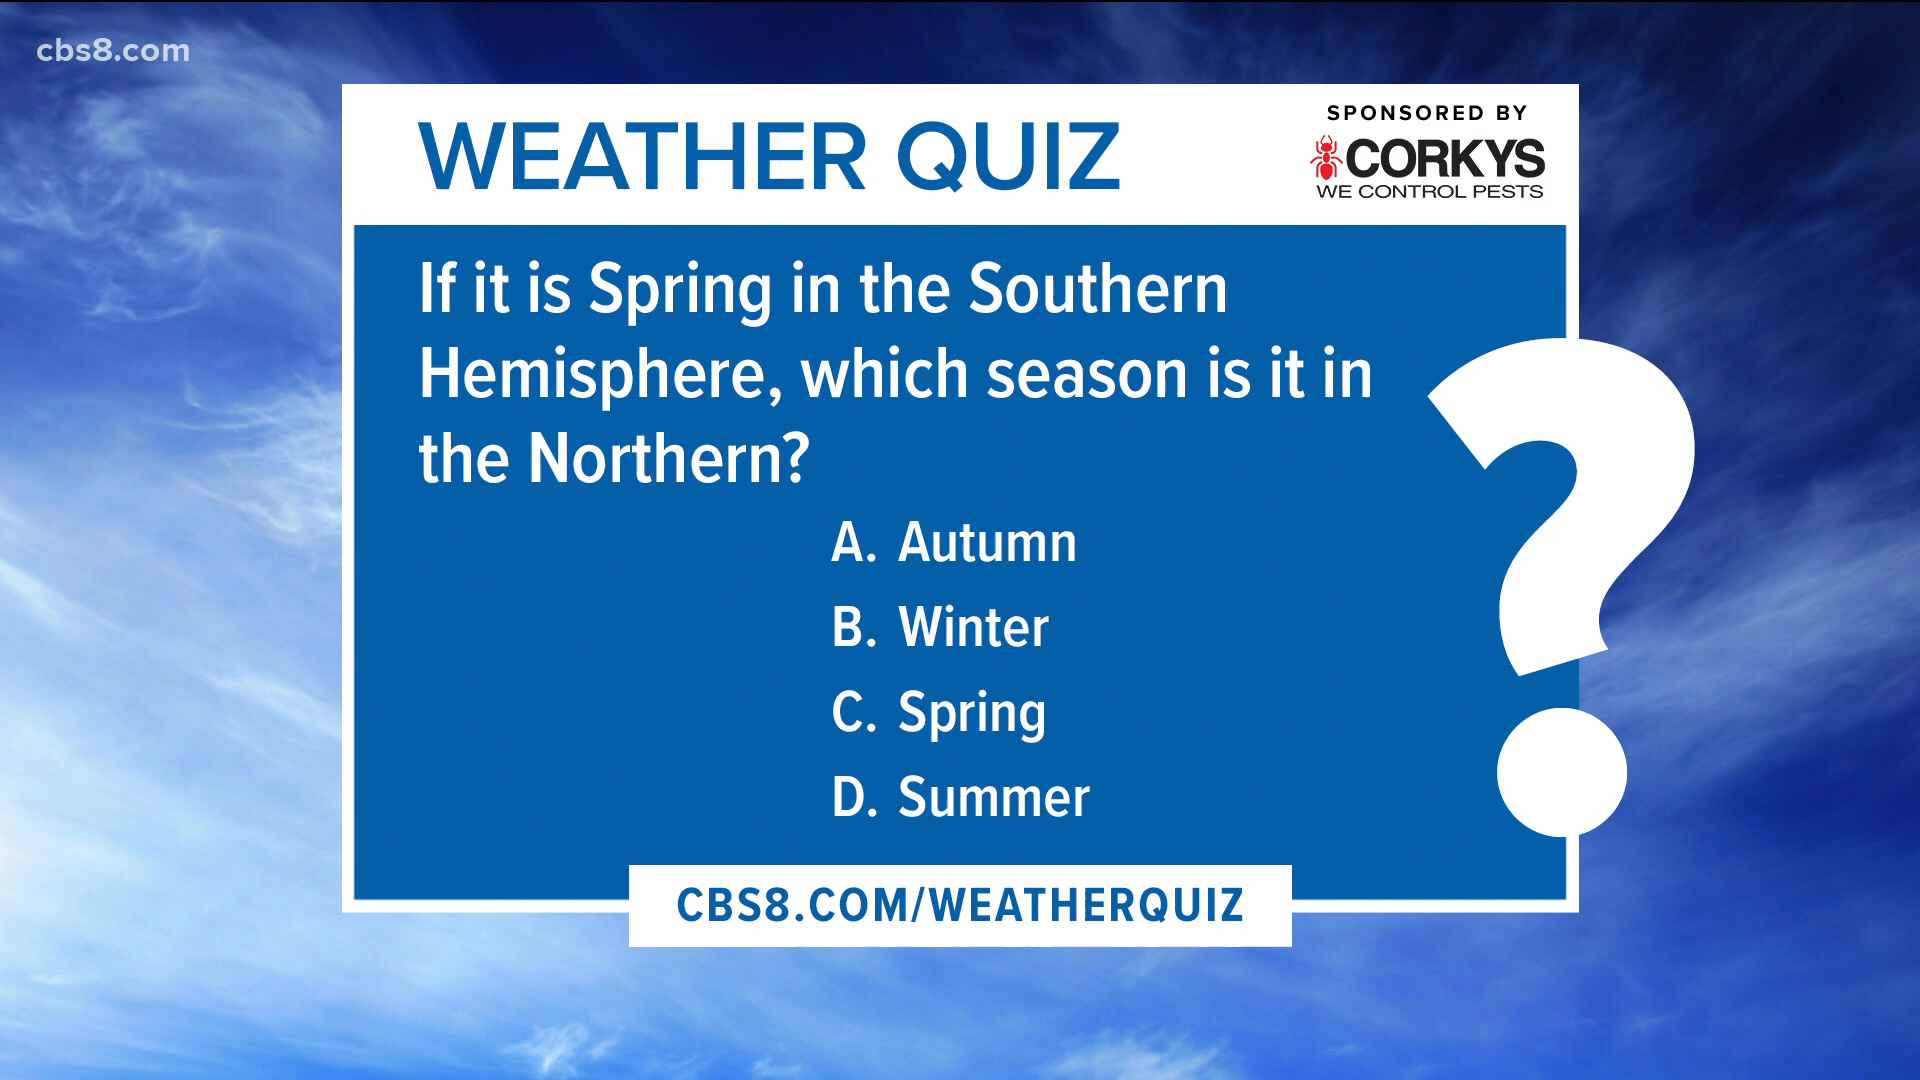 cbs8.com
WEATHER QUIZ
SPONSORED BY
CORKYS
WE CONTROL PESTS
If it is Spring in the Southern
Hemisphere, which season is it in
the Northern?
A. Autumn
B. Winter
C. Spring
D. Summer
?
CBS8.COM/WEATHERQUIZ